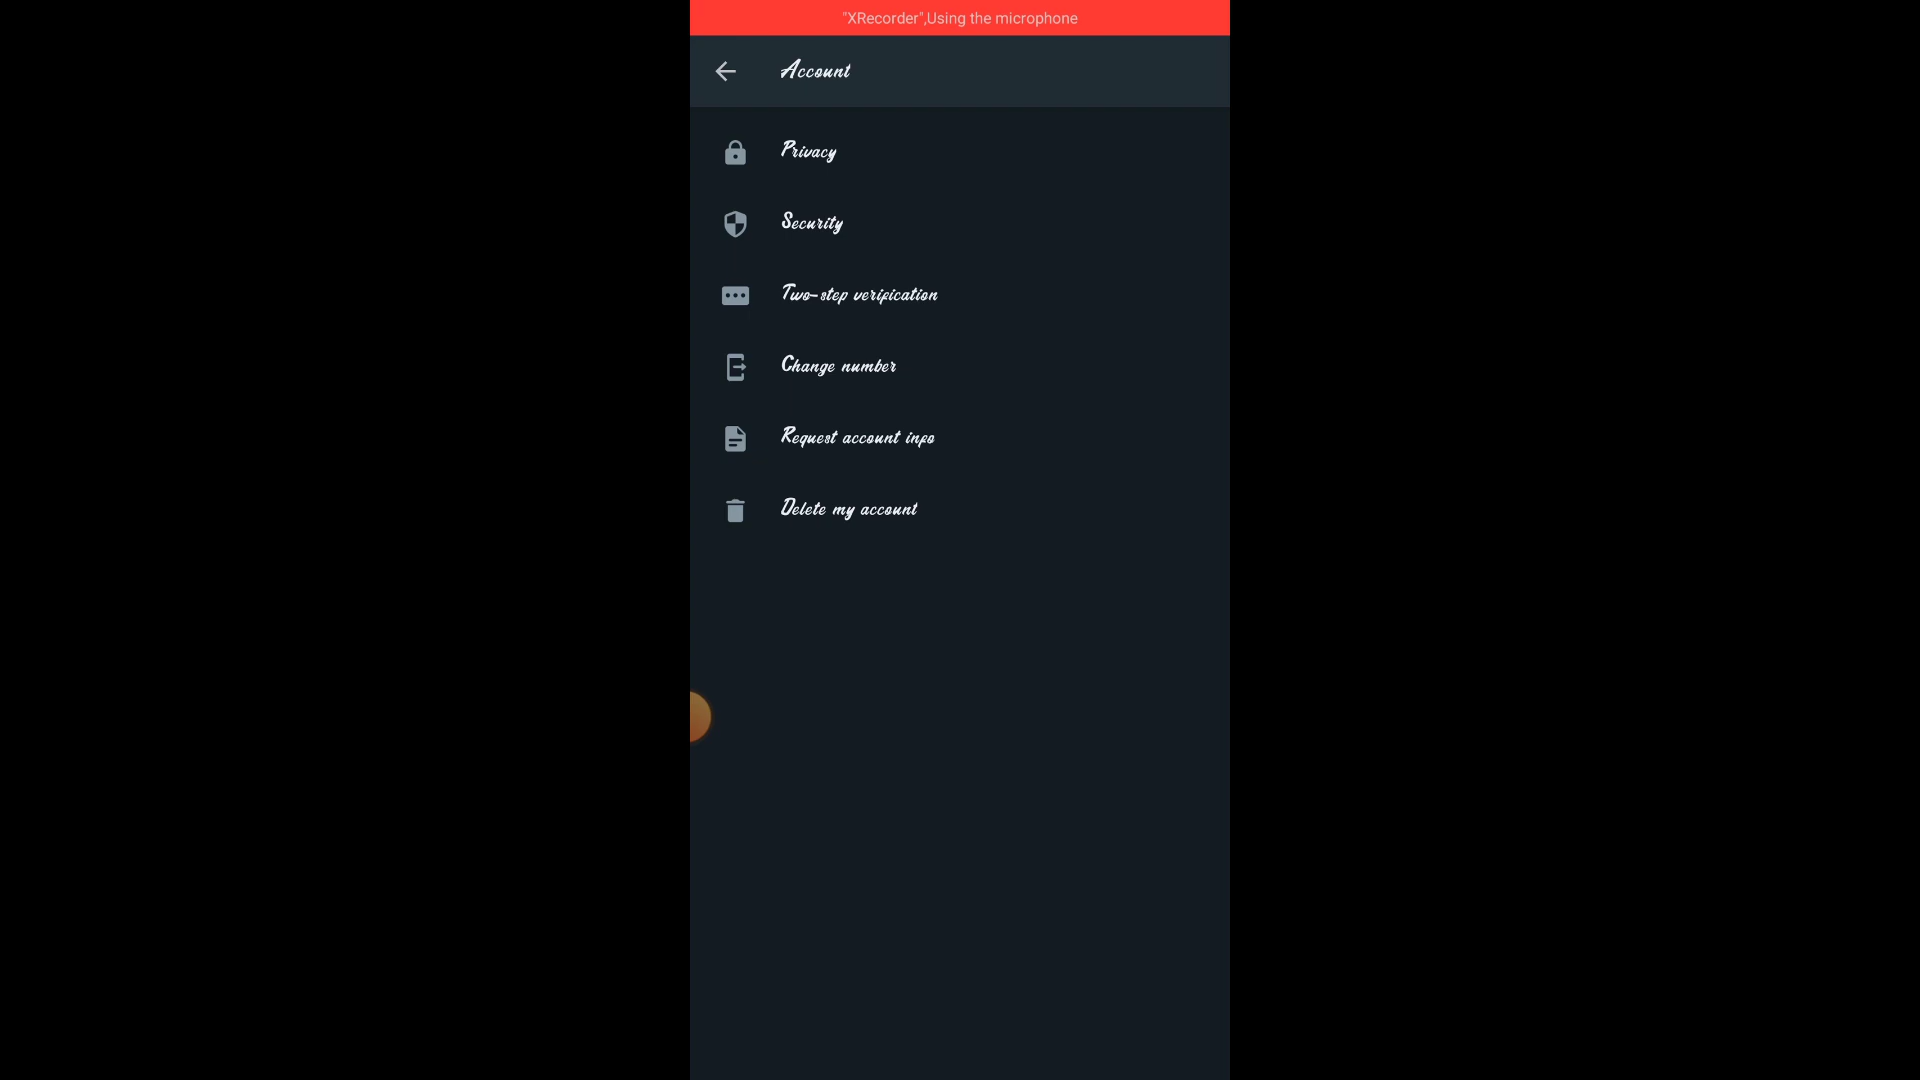 "XRecorder",Using the microphone
Account
Privacy
Security
Two-step verification
Change number
Request account info
Delete my account